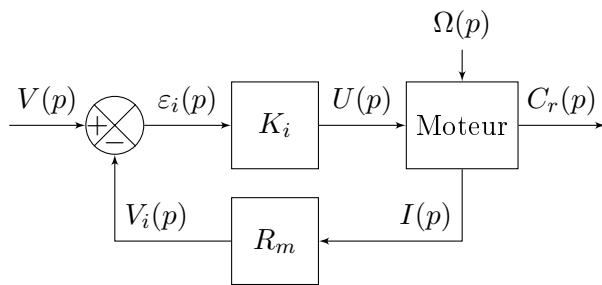 Ω(p)
V(p)
ε_i(p)
U(p)
C_r(p)
+
−
K_i
Moteur
V_i(p)
I(p)
R_m